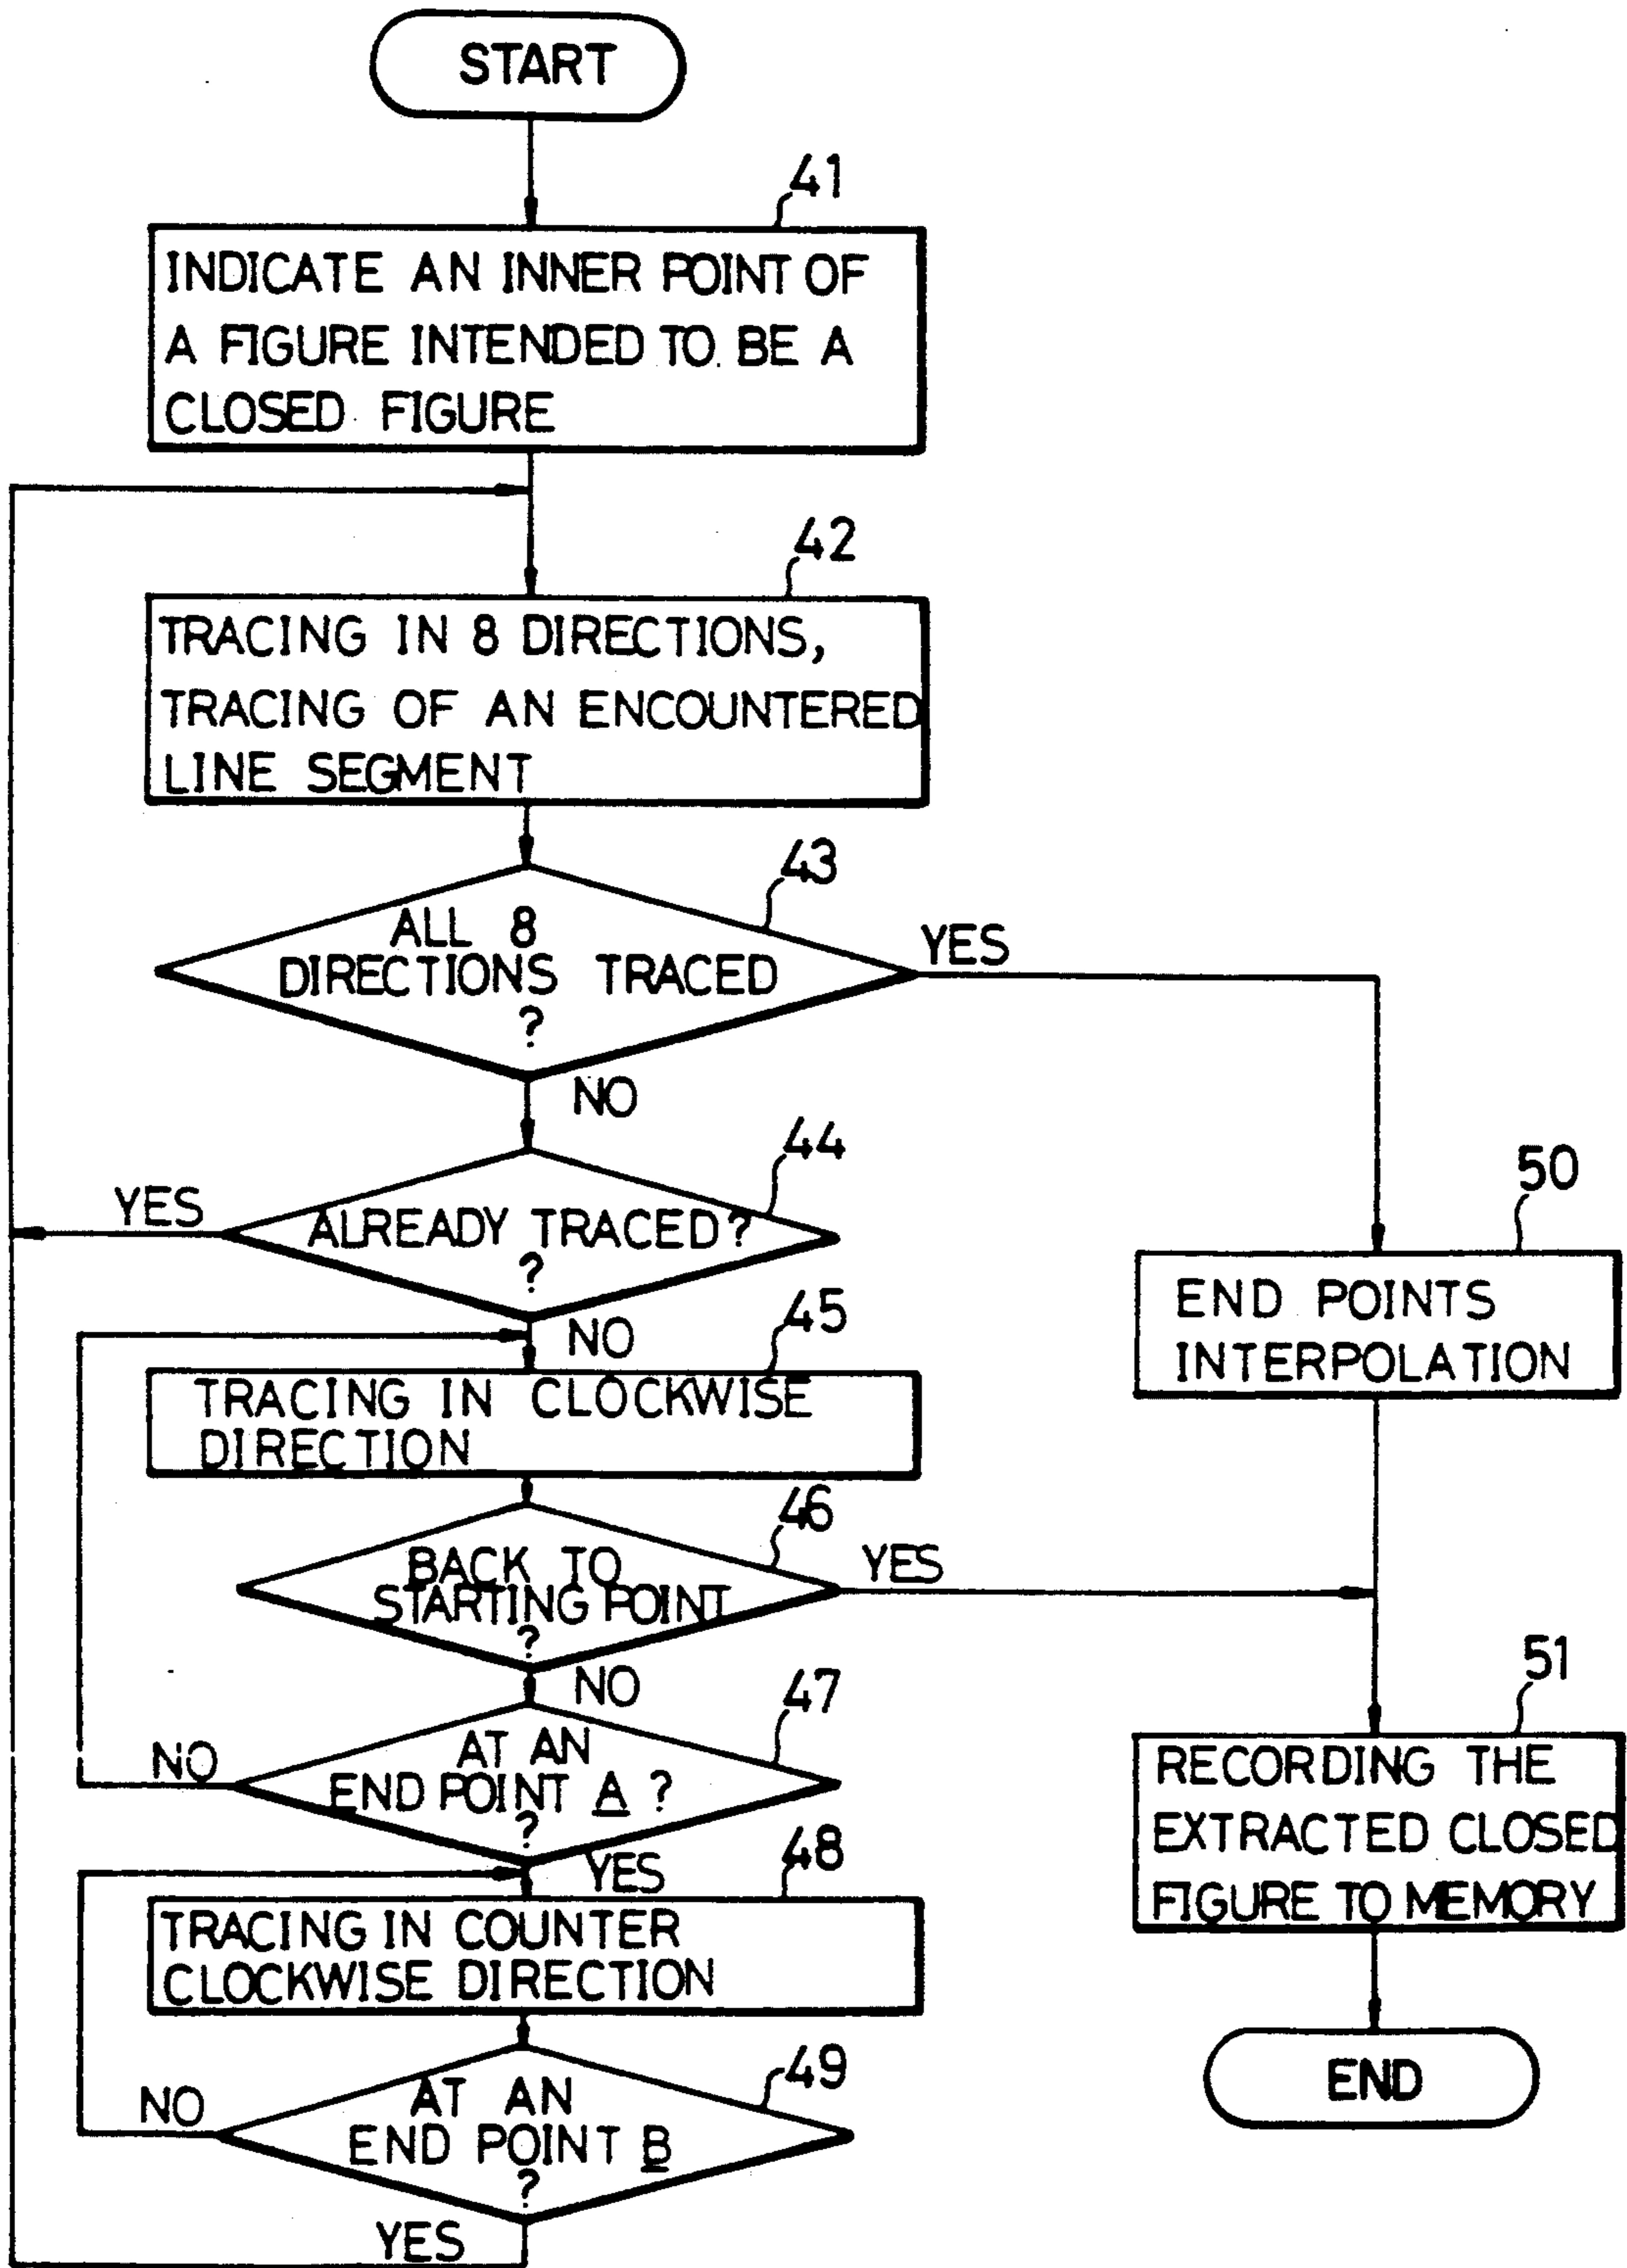 START
41
INDICATE AN INNER POINT OF
A FIGURE INTENDED TO BE A
CLOSED FIGURE
42
TRACING IN 8 DIRECTIONS,
TRACING OF AN ENCOUNTERED
LINE SEGMENT
43
ALL 8
DIRECTIONS TRACED
?
YES
NO
44
ALREADY TRACED?
?
YES
NO
45
TRACING IN CLOCKWISE
DIRECTION
46
BACK TO
STARTING POINT
?
YES
NO
47
AT AN
END POINT A ?
?
NO
YES
48
TRACING IN COUNTER
CLOCKWISE DIRECTION
49
AT AN
END POINT B
?
NO
YES
50
END POINTS
INTERPOLATION
51
RECORDING THE
EXTRACTED CLOSED
FIGURE TO MEMORY
END